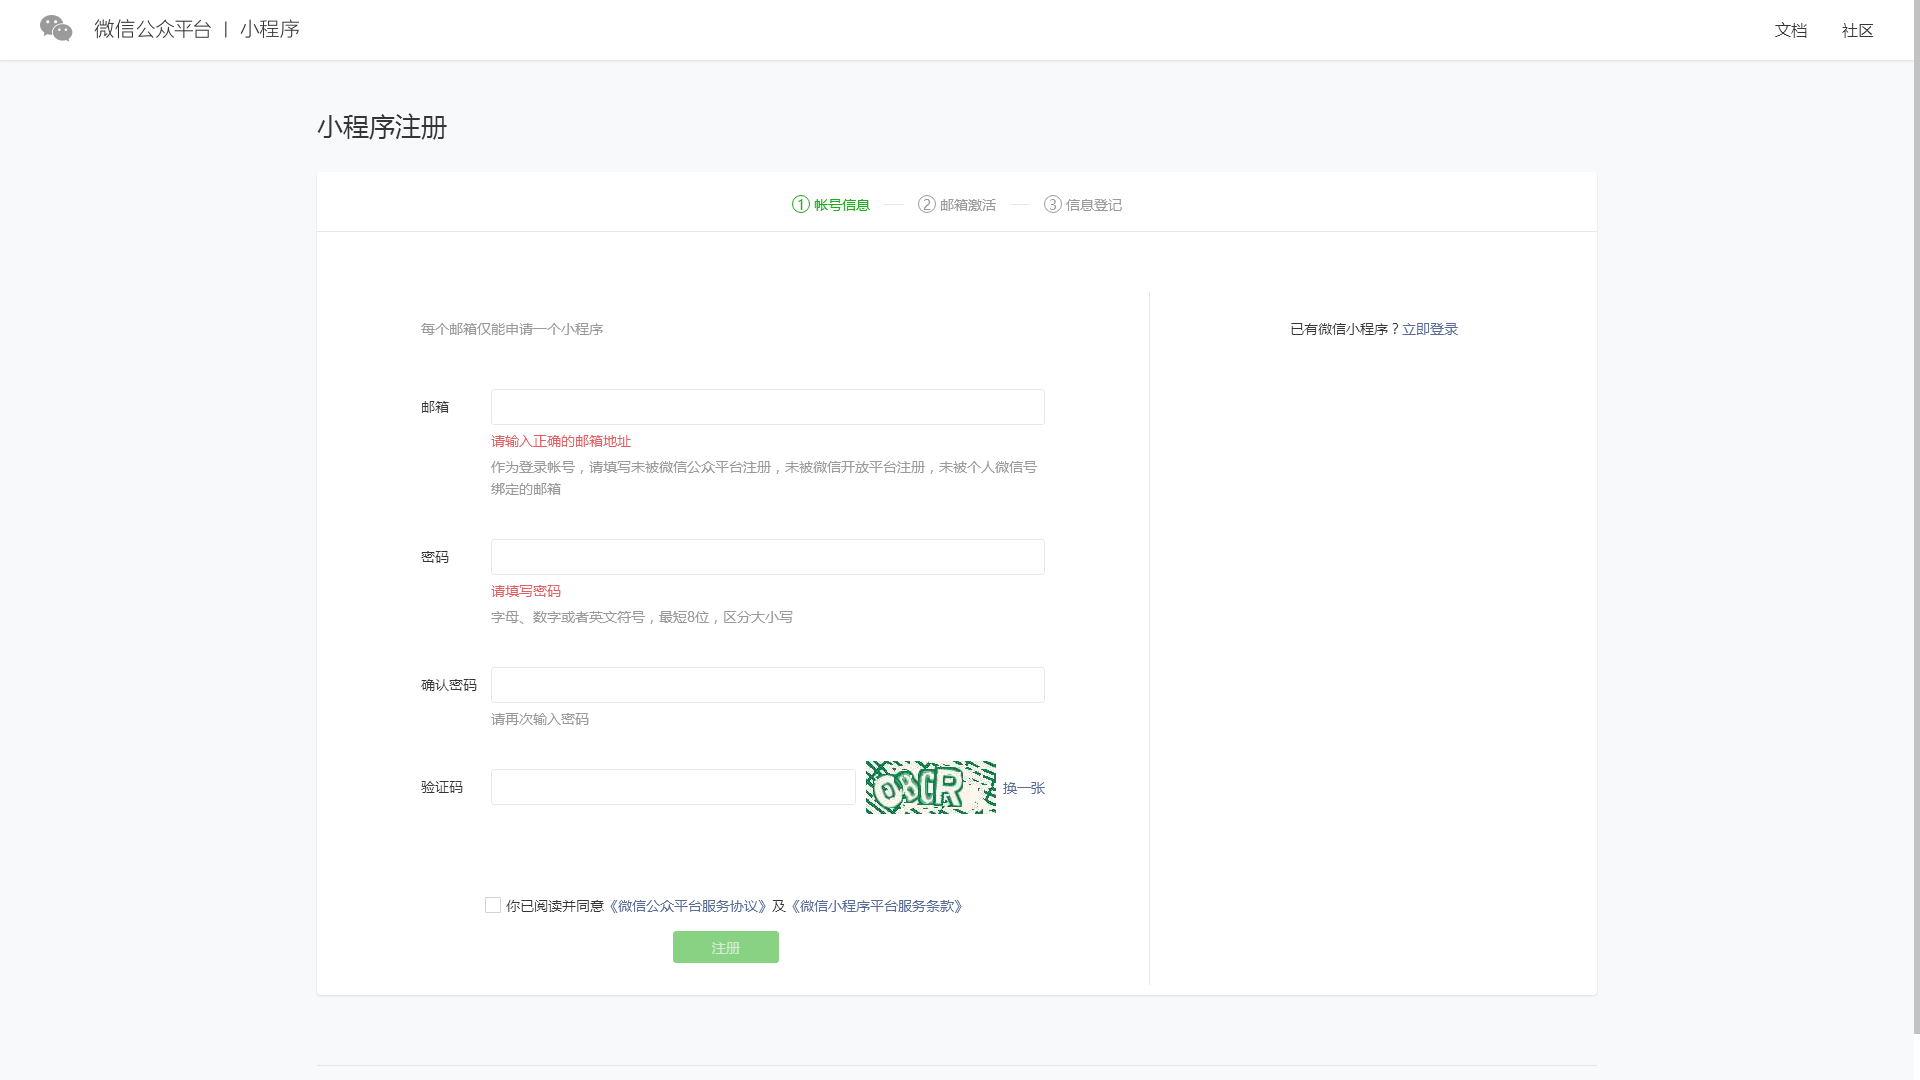 微信公众平台 | 小程序
文档 社区
小程序注册
1 帐号信息 2 邮箱激活 3 信息登记
每个邮箱仅能申请一个小程序
已有微信小程序？立即登录
邮箱
请输入正确的邮箱地址
作为登录帐号，请填写未被微信公众平台注册，未被微信开放平台注册，未被个人微信号
绑定的邮箱
密码
请填写密码
字母、数字或者英文符号，最短8位，区分大小写
确认密码
请再次输入密码
验证码 O8CR 换一张
你已阅读并同意《微信公众平台服务协议》及《微信小程序平台服务条款》
注册